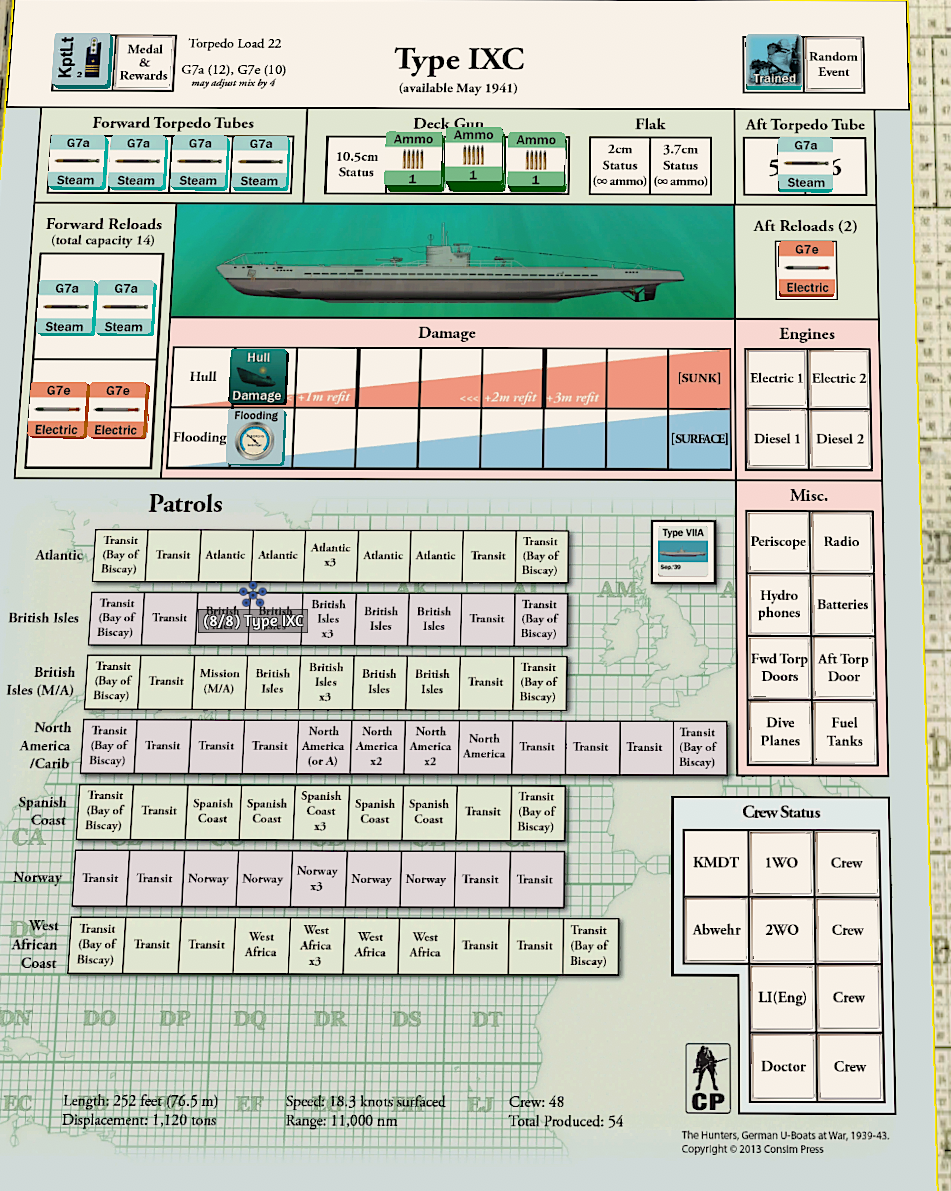 KptLt
2
Medal
&
Rewards
Torpedo Load 22
G7a (12), G7e (10)
may adjust mix by 4
Type IXC
(available May 1941)
Trained
Random
Event
Forward Torpedo Tubes
G7a
Steam
G7a
Steam
G7a
Steam
G7a
Steam
Deck Gun
10.5cm
Status
Ammo
1
Ammo
1
Ammo
1
Flak
2cm
Status
(∞ ammo)
3.7cm
Status
(∞ ammo)
Aft Torpedo Tube
5
G7a
Steam
6
Forward Reloads
(total capacity 14)
G7a
Steam
G7a
Steam
G7e
Electric
G7e
Electric
Aft Reloads (2)
G7e
Electric
Damage
Hull
Hull
Damage
+1m refit
<<< +2m refit
+3m refit
[SUNK]
Flooding
Flooding
[SURFACE]
Engines
Electric 1
Electric 2
Diesel 1
Diesel 2
Patrols
Atlantic
Transit
(Bay of
Biscay)
Transit
Atlantic
Atlantic
Atlantic
x3
Atlantic
Atlantic
Transit
Transit
(Bay of
Biscay)
Type VIIA
Sep.'39
British Isles
Transit
(Bay of
Biscay)
Transit
British
British
(8/8) Type IXC
British
Isles
x3
British
Isles
British
Isles
Transit
Transit
(Bay of
Biscay)
British
Isles (M/A)
Transit
(Bay of
Biscay)
Transit
Mission
(M/A)
British
Isles
British
Isles
x3
British
Isles
British
Isles
Transit
Transit
(Bay of
Biscay)
North
America
/Carib
Transit
(Bay of
Biscay)
Transit
Transit
Transit
North
America
(or A)
North
America
x2
North
America
x2
North
America
Transit
Transit
Transit
Transit
(Bay of
Biscay)
Spanish
Coast
Transit
(Bay of
Biscay)
Transit
Spanish
Coast
Spanish
Coast
Spanish
Coast
x3
Spanish
Coast
Spanish
Coast
Transit
Transit
(Bay of
Biscay)
Norway
Transit
Transit
Norway
Norway
Norway
x3
Norway
Norway
Transit
Transit
West
African
Coast
Transit
(Bay of
Biscay)
Transit
Transit
West
Africa
West
Africa
x3
West
Africa
West
Africa
Transit
Transit
Transit
(Bay of
Biscay)
AM
CA
DN
DO
DP
DQ
DR
DS
DT
EC
EF
EJ
Misc.
Periscope
Radio
Hydro
phones
Batteries
Fwd Torp
Doors
Aft Torp
Door
Dive
Planes
Fuel
Tanks
Crew Status
KMDT
1WO
Crew
Abwehr
2WO
Crew
LI(Eng)
Crew
Doctor
Crew
CP
Length: 252 feet (76.5 m)
Displacement: 1,120 tons
Speed: 18.3 knots surfaced
Range: 11,000 nm
Crew: 48
Total Produced: 54
The Hunters, German U-Boats at War, 1939-43.
Copyright © 2013 Consim Press